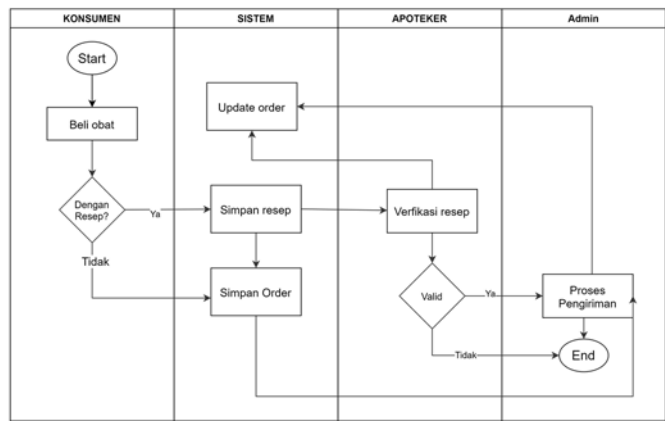 KONSUMEN
SISTEM
APOTEKER
Admin
Start
Update order
Beli obat
Dengan
Resep?
Ya
Simpan resep
Verfikasi resep
Tidak
Simpan Order
Valid
Ya
Proses
Pengiriman
Tidak
End